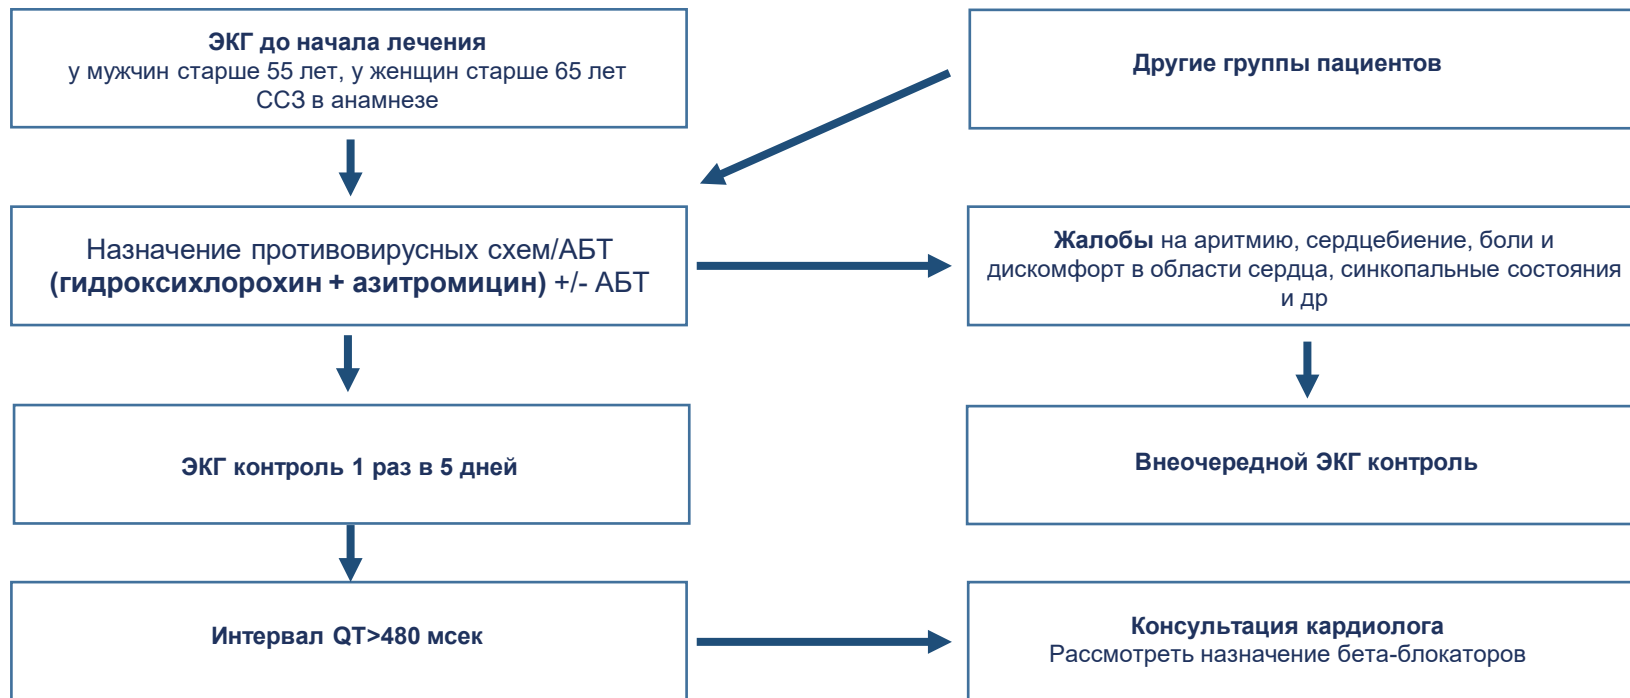 ЭКГ до начала лечения
у мужчин старше 55 лет, у женщин старше 65 лет
ССЗ в анамнезе
Другие группы пациентов
Назначение противовирусных схем/АБТ
(гидроксихлорохин + азитромицин) +/- АБТ
Жалобы на аритмию, сердцебиение, боли и
дискомфорт в области сердца, синкопальные состояния
и др
ЭКГ контроль 1 раз в 5 дней
Внеочередной ЭКГ контроль
Интервал QT>480 мсек
Консультация кардиолога
Рассмотреть назначение бета-блокаторов